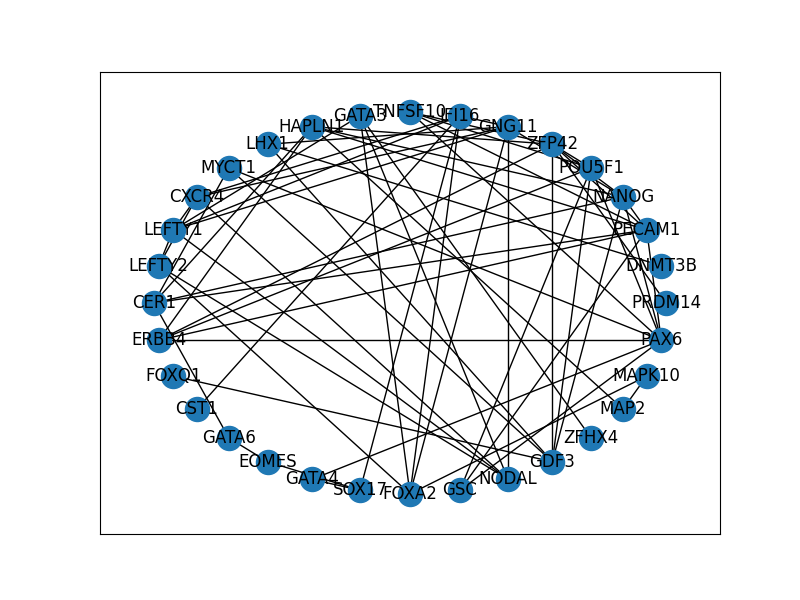 TNFSF10
GATA3
IFI16
HAPLN1
GNG11
LHX1
ZFP42
MYCT1
POU5F1
CXCR4
NANOG
LEFTY1
PECAM1
LEFTY2
DNMT3B
CER1
PRDM14
ERBB4
PAX6
FOXQ1
MAPK10
CST1
MAP2
GATA6
ZFHX4
EOMES
GDF3
GATA4
NODAL
SOX17
GSC
FOXA2